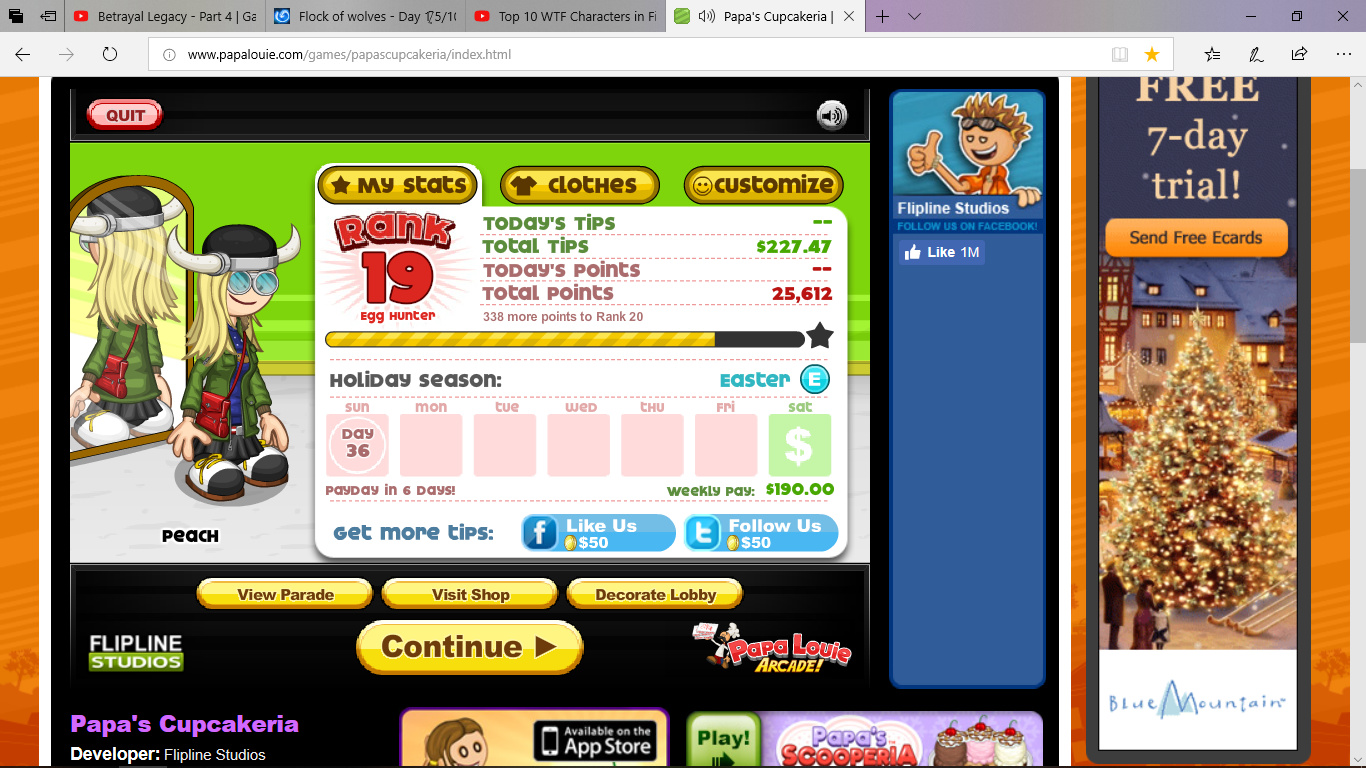 Betrayal Legacy - Part 4 | Ga
Flock of wolves - Day 175/10
Top 10 WTF Characters in Fi
Papa's Cupcakeria |
www.papalouie.com/games/papascupcakeria/index.html
QUIT
My Stats
Clothes
Customize
Rank
19
Egg Hunter
Today's Tips --
Total Tips $227.47
Today's Points --
Total Points 25,612
338 more points to Rank 20
Holiday Season: Easter E
Sun Mon Tue Wed Thu Fri Sat
Day
36
$
Payday in 6 days! Weekly Pay: $190.00
Get more tips:
Like Us
$50
Follow Us
$50
Peach
View Parade
Visit Shop
Decorate Lobby
Continue
FLIPLINE
STUDIOS
Papa Louie
ARCADE!
Flipline Studios
FOLLOW US ON FACEBOOK!
Like 1M
FREE
7-day
trial!
Send Free Ecards
BLUE MOUNTAIN™
Papa's Cupcakeria
Developer: Flipline Studios
Available on the
App Store
Play!
Papa's
SCOOPERIA